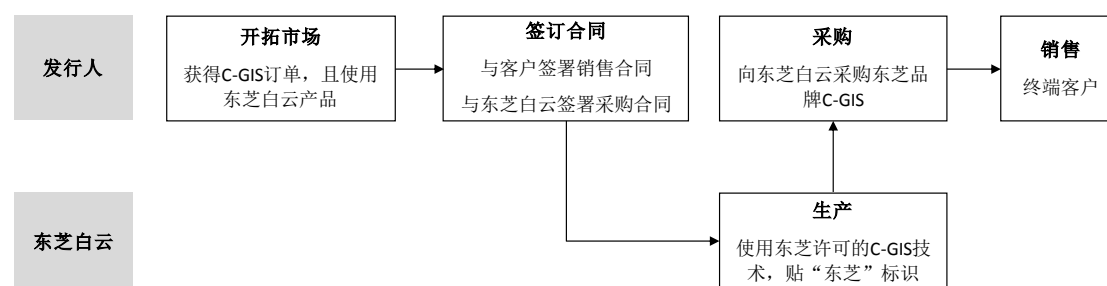 发行人
开拓市场
获得C-GIS订单，且使用
东芝白云产品
签订合同
与客户签署销售合同
与东芝白云签署采购合同
采购
向东芝白云采购东芝品
牌C-GIS
销售
终端客户
东芝白云
生产
使用东芝许可的C-GIS技
术，贴“东芝”标识